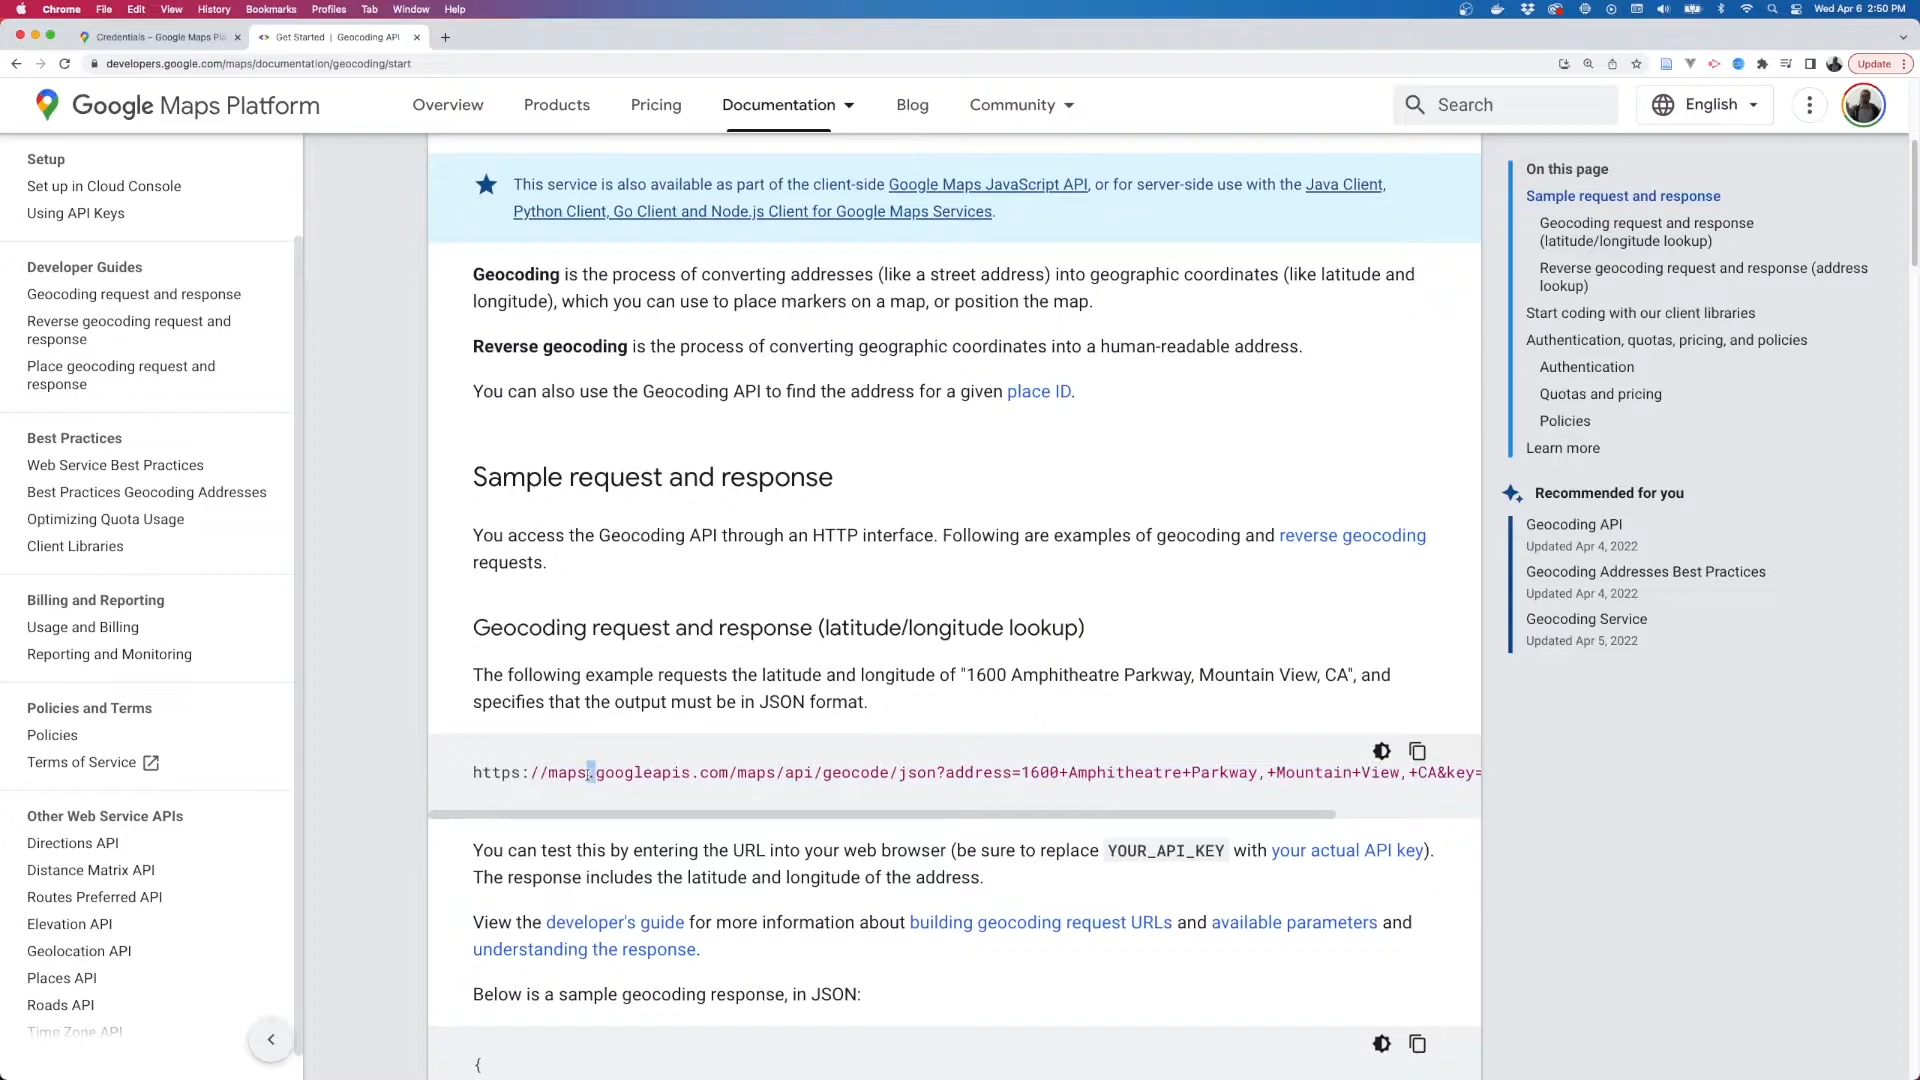 Chrome File Edit View History Bookmarks Profiles Tab Window Help
Wed Apr 6 2:50 PM
Credentials – Google Maps Pla
Get Started | Geocoding API
developers.google.com/maps/documentation/geocoding/start
Update
Google Maps Platform
Overview Products Pricing Documentation Blog Community
Search
English
Setup
Set up in Cloud Console
Using API Keys
Developer Guides
Geocoding request and response
Reverse geocoding request and
response
Place geocoding request and
response
Best Practices
Web Service Best Practices
Best Practices Geocoding Addresses
Optimizing Quota Usage
Client Libraries
Billing and Reporting
Usage and Billing
Reporting and Monitoring
Policies and Terms
Policies
Terms of Service
Other Web Service APIs
Directions API
Distance Matrix API
Routes Preferred API
Elevation API
Geolocation API
Places API
Roads API
Time Zone API
This service is also available as part of the client-side Google Maps JavaScript API, or for server-side use with the Java Client,
Python Client, Go Client and Node.js Client for Google Maps Services.
Geocoding is the process of converting addresses (like a street address) into geographic coordinates (like latitude and
longitude), which you can use to place markers on a map, or position the map.
Reverse geocoding is the process of converting geographic coordinates into a human-readable address.
You can also use the Geocoding API to find the address for a given place ID.
Sample request and response
You access the Geocoding API through an HTTP interface. Following are examples of geocoding and reverse geocoding
requests.
Geocoding request and response (latitude/longitude lookup)
The following example requests the latitude and longitude of "1600 Amphitheatre Parkway, Mountain View, CA", and
specifies that the output must be in JSON format.
https://maps.googleapis.com/maps/api/geocode/json?address=1600+Amphitheatre+Parkway,+Mountain+View,+CA&key=
You can test this by entering the URL into your web browser (be sure to replace YOUR_API_KEY with your actual API key).
The response includes the latitude and longitude of the address.
View the developer's guide for more information about building geocoding request URLs and available parameters and
understanding the response.
Below is a sample geocoding response, in JSON:
{
On this page
Sample request and response
Geocoding request and response
(latitude/longitude lookup)
Reverse geocoding request and response (address
lookup)
Start coding with our client libraries
Authentication, quotas, pricing, and policies
Authentication
Quotas and pricing
Policies
Learn more
Recommended for you
Geocoding API
Updated Apr 4, 2022
Geocoding Addresses Best Practices
Updated Apr 4, 2022
Geocoding Service
Updated Apr 5, 2022